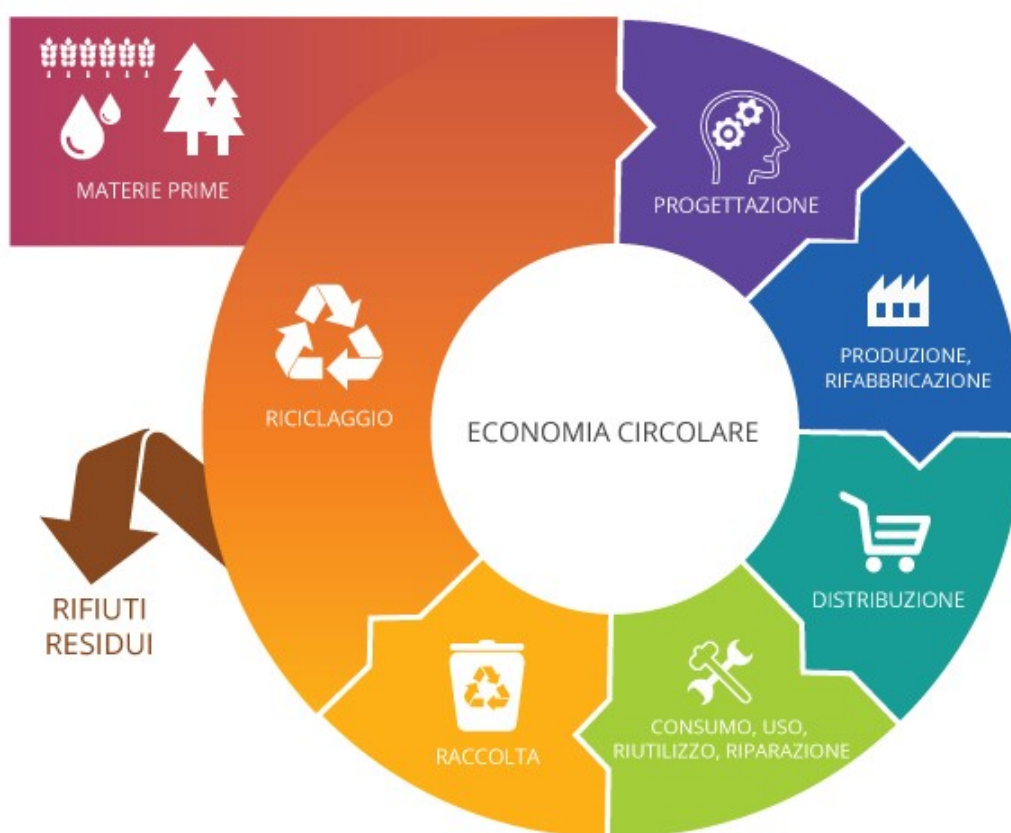 MATERIE PRIME
PROGETTAZIONE
PRODUZIONE,
RIFABBRICAZIONE
RICICLAGGIO
ECONOMIA CIRCOLARE
DISTRIBUZIONE
RIFIUTI
RESIDUI
CONSUMO, USO,
RIUTILIZZO, RIPARAZIONE
RACCOLTA